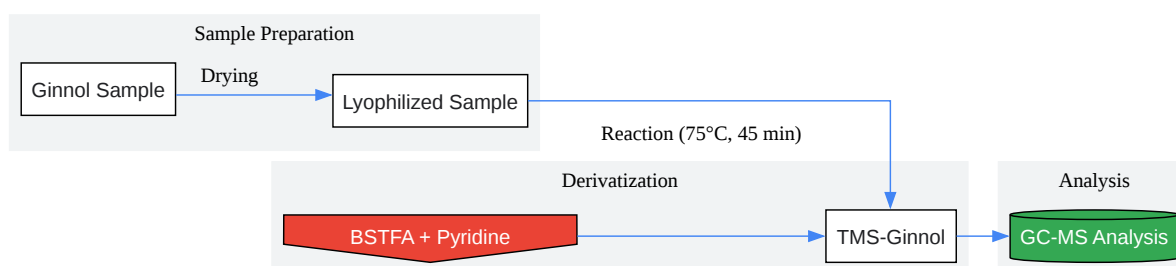 Sample Preparation
Ginnol Sample
Drying
Lyophilized Sample
Reaction (75°C, 45 min)
Derivatization
BSTFA + Pyridine
TMS-Ginnol
Analysis
GC-MS Analysis